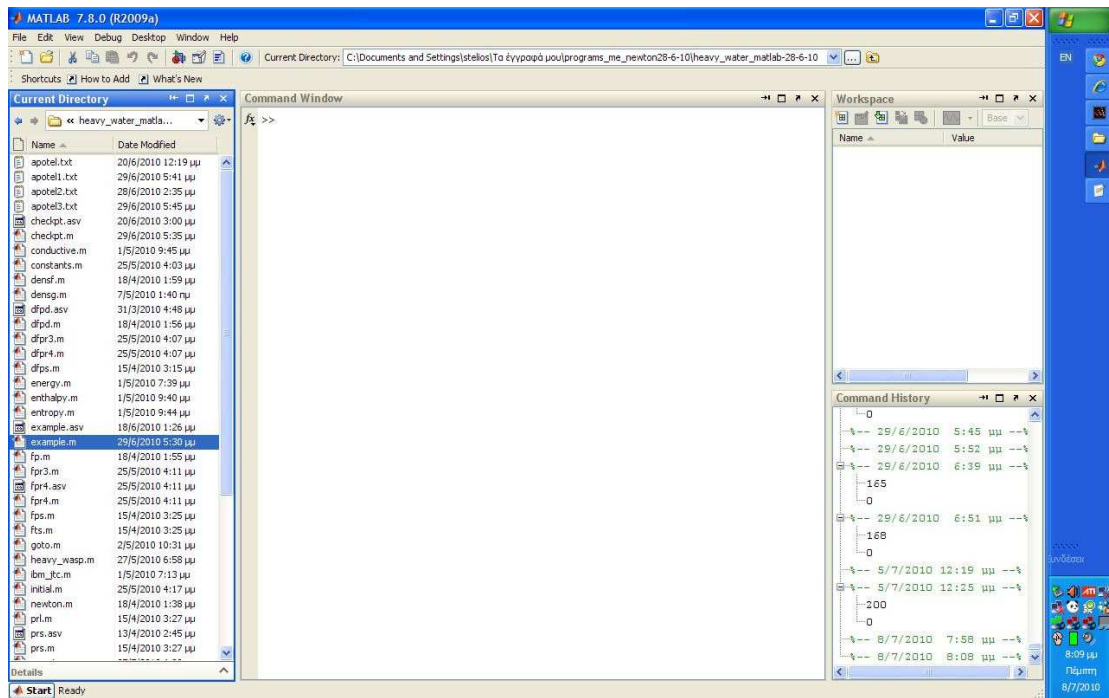 MATLAB 7.8.0 (R2009a)
File Edit View Debug Desktop Window Help
Current Directory: C:\Documents and Settings\stelios\Τα έγγραφά μου\programs_me_newton28-6-10\heavy_water_matlab-28-6-10
Shortcuts How to Add What's New
Current Directory
« heavy_water_matla...
Name Date Modified
apotel.txt 20/6/2010 12:19 μμ
apotel1.txt 29/6/2010 5:41 μμ
apotel2.txt 28/6/2010 2:35 μμ
apotel3.txt 29/6/2010 5:45 μμ
checkpt.asv 20/6/2010 3:00 μμ
checkpt.m 29/6/2010 5:35 μμ
conductive.m 1/5/2010 9:45 μμ
constants.m 25/5/2010 4:03 μμ
densf.m 18/4/2010 1:59 μμ
densg.m 7/5/2010 1:40 πμ
dfpd.asv 31/3/2010 4:48 μμ
dfpd.m 18/4/2010 1:56 μμ
dfpr3.m 25/5/2010 4:07 μμ
dfpr4.m 25/5/2010 4:07 μμ
dfps.m 15/4/2010 3:15 μμ
energy.m 1/5/2010 7:39 μμ
enthalpy.m 1/5/2010 9:40 μμ
entropy.m 1/5/2010 9:44 μμ
example.asv 18/6/2010 1:26 μμ
example.m 29/6/2010 5:30 μμ
fp.m 18/4/2010 1:55 μμ
fpr3.m 25/5/2010 4:11 μμ
fpr4.asv 25/5/2010 4:11 μμ
fpr4.m 25/5/2010 4:11 μμ
fps.m 15/4/2010 3:25 μμ
fts.m 15/4/2010 3:25 μμ
goto.m 2/5/2010 10:31 μμ
heavy_wasp.m 27/5/2010 6:58 μμ
ibm_jtc.m 1/5/2010 7:13 μμ
initial.m 25/5/2010 4:17 μμ
newton.m 18/4/2010 1:38 μμ
prl.m 15/4/2010 3:27 μμ
prs.asv 13/4/2010 2:45 μμ
prs.m 15/4/2010 3:27 μμ
Details
Start Ready
Command Window
fx >>
Workspace
Base
Name Value
Command History
0
%-- 29/6/2010 5:45 μμ --%
%-- 29/6/2010 5:52 μμ --%
%-- 29/6/2010 6:39 μμ --%
165
0
%-- 29/6/2010 6:51 μμ --%
168
0
%-- 5/7/2010 12:19 μμ --%
%-- 5/7/2010 12:25 μμ --%
200
0
%-- 8/7/2010 7:58 μμ --%
%-- 8/7/2010 8:08 μμ --%
EN
8:09 μμ
Πέμπτη
8/7/2010